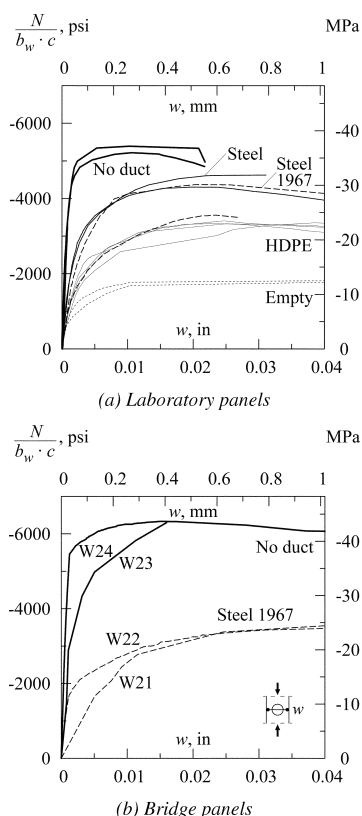 N
b_w · c , psi
MPa
0 0.2 0.4 0.6 0.8 1
w, mm
-6000
-4000
-2000
0
-40
-30
-20
-10
0
No duct
Steel
Steel
1967
HDPE
Empty
w, in
0 0.01 0.02 0.03 0.04
(a) Laboratory panels
N
b_w · c , psi
MPa
0 0.2 0.4 0.6 0.8 1
w, mm
-6000
-4000
-2000
0
-40
-30
-20
-10
0
W24
W23
No duct
Steel 1967
W22
W21
w
w, in
0 0.01 0.02 0.03 0.04
(b) Bridge panels